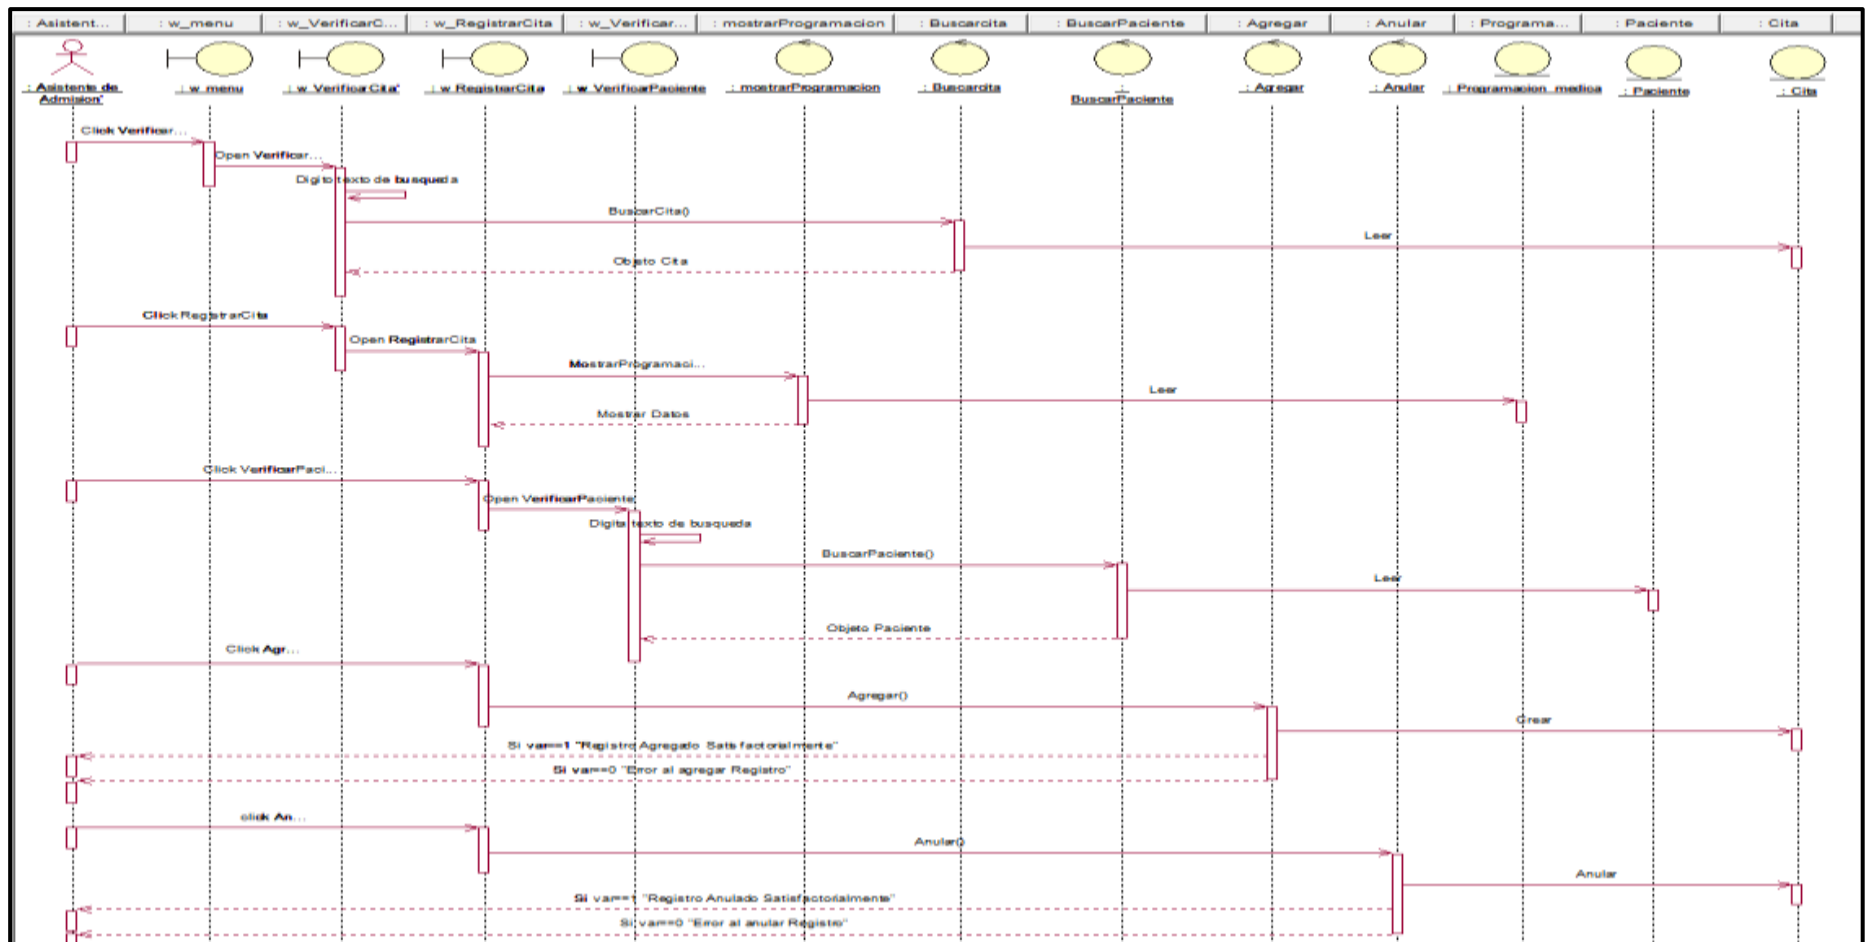 : Asistent...
: w_menu
: w_VerificarC...
: w_RegistrarCita
: w_Verificar...
: mostrarProgramacion
: Buscarcita
: BuscarPaciente
: Agregar
: Anular
: Programa...
: Paciente
: Cita
: Asistente de
Admision'
: w_menu
: w_VerificarCita'
: w_RegistrarCita
: w_VerificarPaciente
: mostrarProgramacion
: Buscarcita
:
BuscarPaciente
: Agregar
: Anular
: Programacion_medica
: Paciente
: Cita
Click Verificar...
Open Verificar...
Digito texto de busqueda
BuscarCita()
Leer
Objeto Cita
Click RegistrarCita
Open RegistrarCita
MostrarProgramaci...
Leer
Mostrar Datos
Click VerificarPaci...
Open VerificarPaciente
Digita texto de busqueda
BuscarPaciente()
Leer
Objeto Paciente
Click Agr...
Agregar()
Crear
Si var==1 "Registro Agregado Satisfactorialmente"
Si var==0 "Error al agregar Registro"
click An...
Anular()
Anular
Si var==1 "Registro Anulado Satisfactorialmente"
Si var==0 "Error al anular Registro"